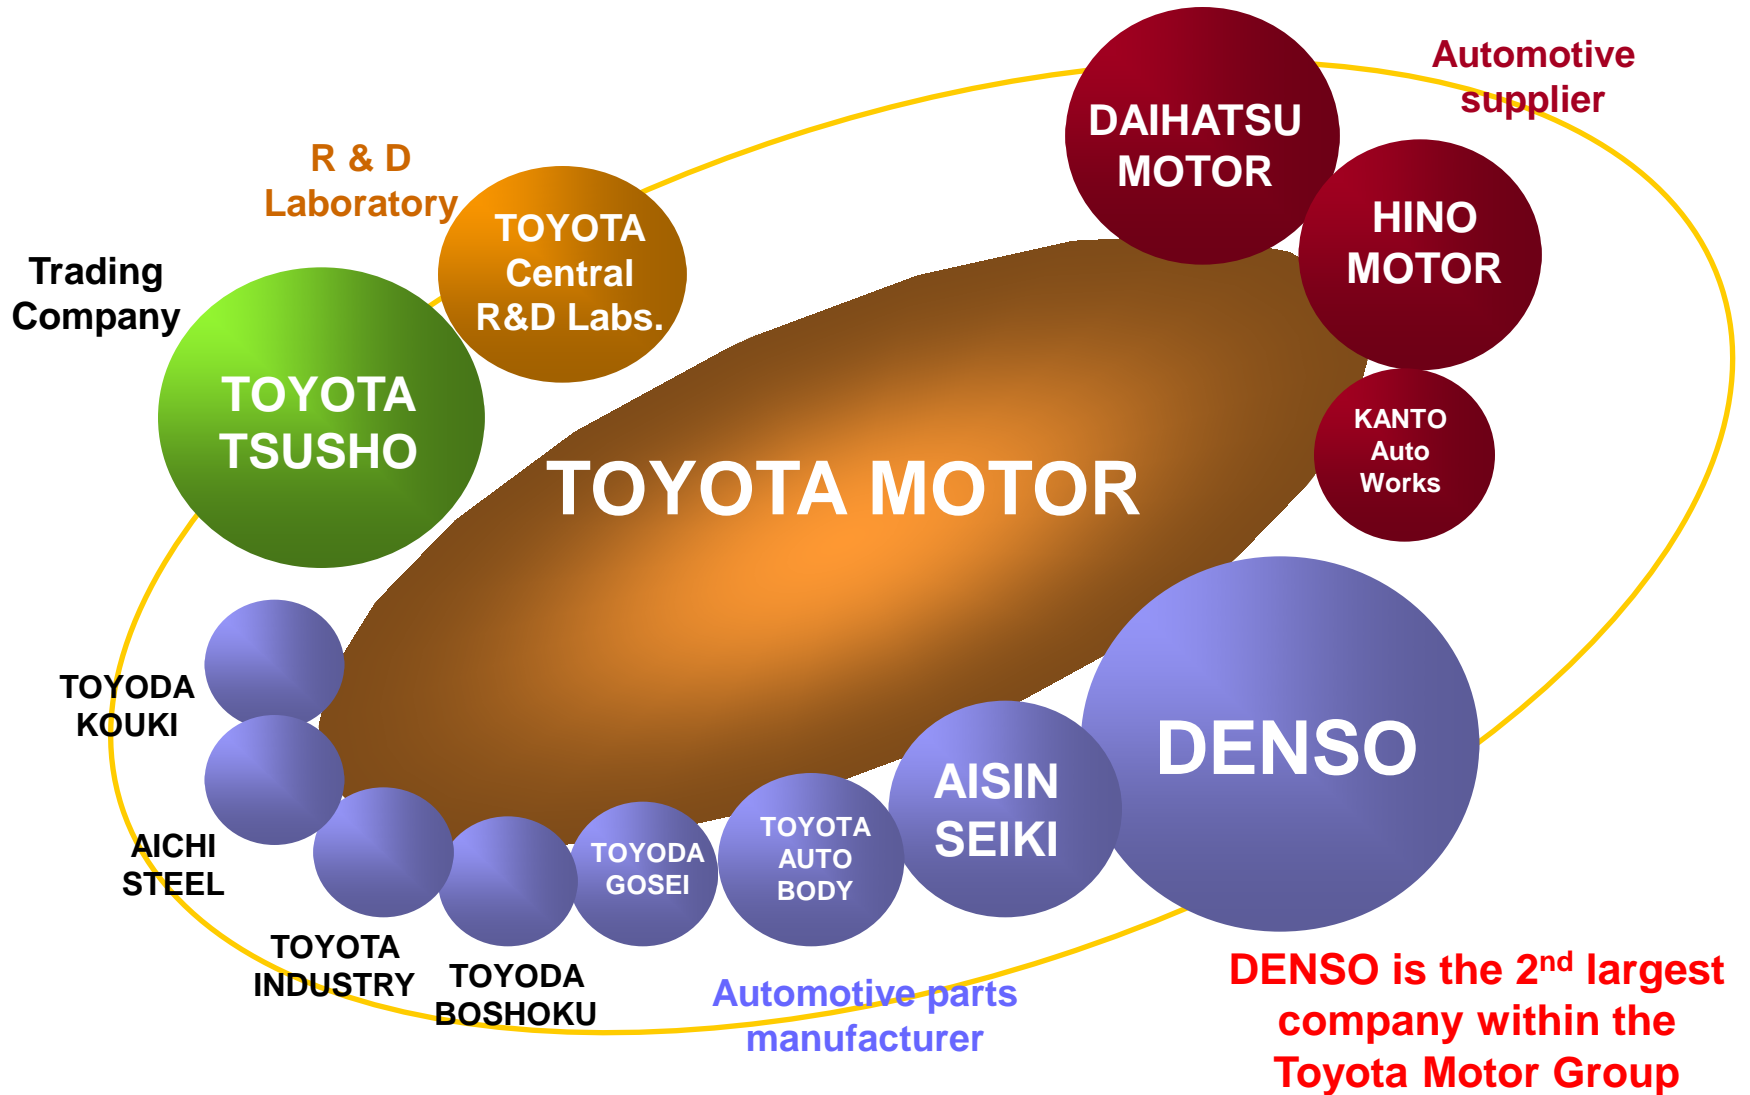 Automotive
supplier
DAIHATSU
MOTOR
R & D
Laboratory
HINO
MOTOR
TOYOTA
Central
R&D Labs.
Trading
Company
TOYOTA
TSUSHO
KANTO
Auto
Works
TOYOTA MOTOR
TOYODA
KOUKI
DENSO
AISIN
SEIKI
TOYOTA
AUTO
BODY
TOYODA
GOSEI
AICHI
STEEL
TOYOTA
INDUSTRY
TOYODA
BOSHOKU
Automotive parts
manufacturer
DENSO is the 2nd largest
company within the
Toyota Motor Group